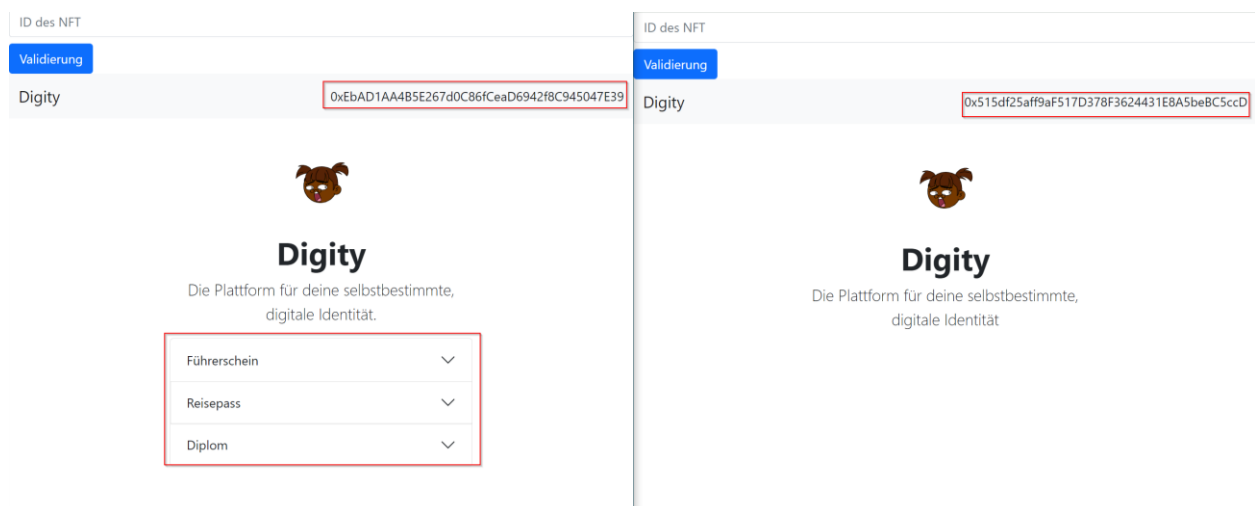 ID des NFT
Validierung
Digity
0xEbAD1AA4B5E267d0C86fCeaD6942f8C945047E39
Digity
Die Plattform für deine selbstbestimmte,
digitale Identität.
Führerschein
Reisepass
Diplom
ID des NFT
Validierung
Digity
0x515df25aff9aF517D378F3624431E8A5beBC5ccD
Digity
Die Plattform für deine selbstbestimmte,
digitale Identität